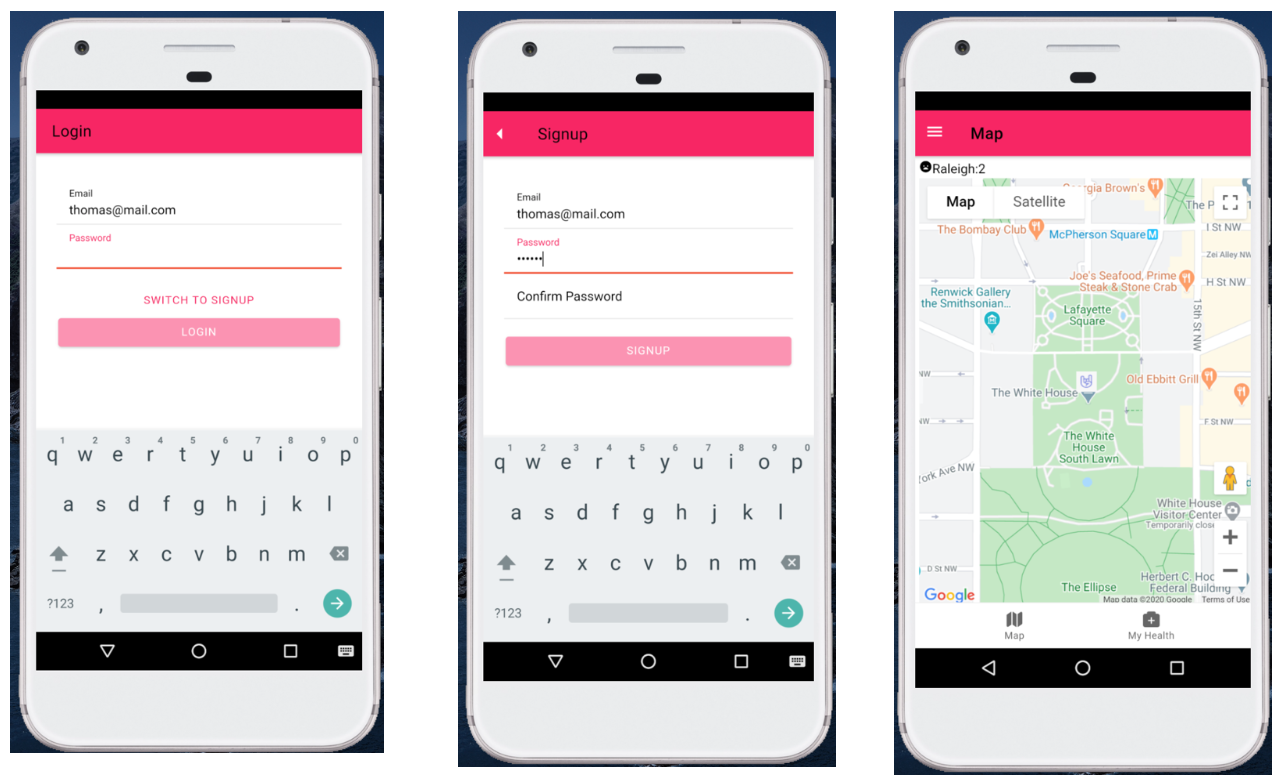 Login
Email
thomas@mail.com
Password
SWITCH TO SIGNUP
LOGIN
1 2 3 4 5 6 7 8 9 0
q w e r t y u i o p
a s d f g h j k l
z x c v b n m
?123 , .
Signup
Email
thomas@mail.com
Password
••••••
Confirm Password
SIGNUP
1 2 3 4 5 6 7 8 9 0
q w e r t y u i o p
a s d f g h j k l
z x c v b n m
?123 , .
Map
Raleigh:2
Map Satellite
Brown's
The P
The Bombay Club
McPherson Square M
I St NW
Zei Alley NW
Joe's Seafood, Prime
Steak & Stone Crab
H St NW
Renwick Gallery
the Smithsonian...
Lafayette
Square
15th St NW
NW
Old Ebbitt Grill
The White House
NW
F St NW
The White
House
South Lawn
York Ave NW
White House
Visitor Center
Temporarily close
+
−
D St NW
The Ellipse
Herbert C. Hoo
Federal Building
Google
Map data ©2020 Google Terms of Use
Map
My Health